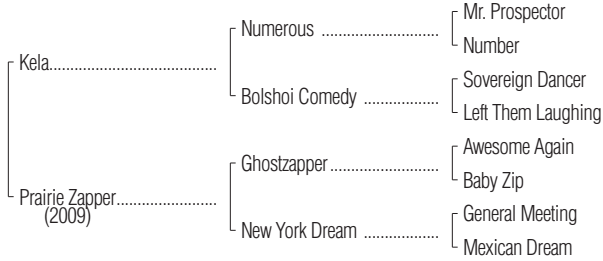 Mr. Prospector
Numerous ..............................
Number
Kela...........................................
Sovereign Dancer
Bolshoi Comedy ...................
Left Them Laughing
Awesome Again
Ghostzapper............................
Baby Zip
Prairie Zapper..........................
(2009)
General Meeting
New York Dream ...................
Mexican Dream